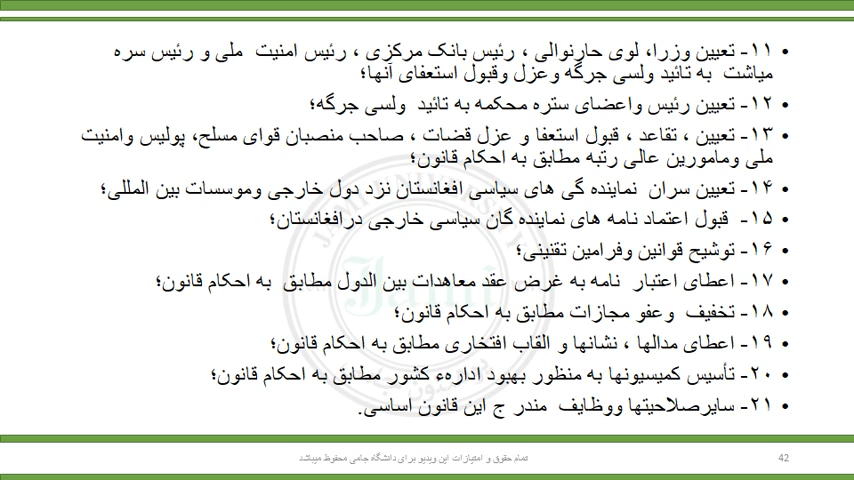 • ۱۱- تعیین وزرا، لوی حارنوالی ، رئیس بانک مرکزی ، رئیس امنیت ملی و رئیس سره
میاشت به تائید ولسی جرگه وعزل وقبول استعفای آنها؛
• ۱۲- تعیین رئیس واعضای ستره محکمه به تائید ولسی جرگه؛
• ۱۳- تعیین ، تقاعد ، قبول استعفا و عزل قضات ، صاحب منصبان قوای مسلح، پولیس وامنیت
ملی ومامورین عالی رتبه مطابق به احکام قانون؛
• ۱۴- تعیین سران نماینده گی های سیاسی افغانستان نزد دول خارجی وموسسات بین المللی؛
• ۱۵- قبول اعتماد نامه های نماینده گان سیاسی خارجی درافغانستان؛
• ۱۶- توشیح قوانین وفرامین تقنینی؛
• ۱۷- اعطای اعتبار نامه به غرض عقد معاهدات بین الدول مطابق به احکام قانون؛
• ۱۸- تخفیف وعفو مجازات مطابق به احکام قانون؛
• ۱۹- اعطای مدالها ، نشانها و القاب افتخاری مطابق به احکام قانون؛
• ۲۰- تأسیس کمیسیونها به منظور بهبود ادارهء کشور مطابق به احکام قانون؛
• ۲۱- سایرصلاحیتها ووظایف مندر ج این قانون اساسی.
JAMI UNIVERSITY
Jami
تمام حقوق و امتیازات این ویدیو برای دانشگاه جامی محفوظ میباشد
42